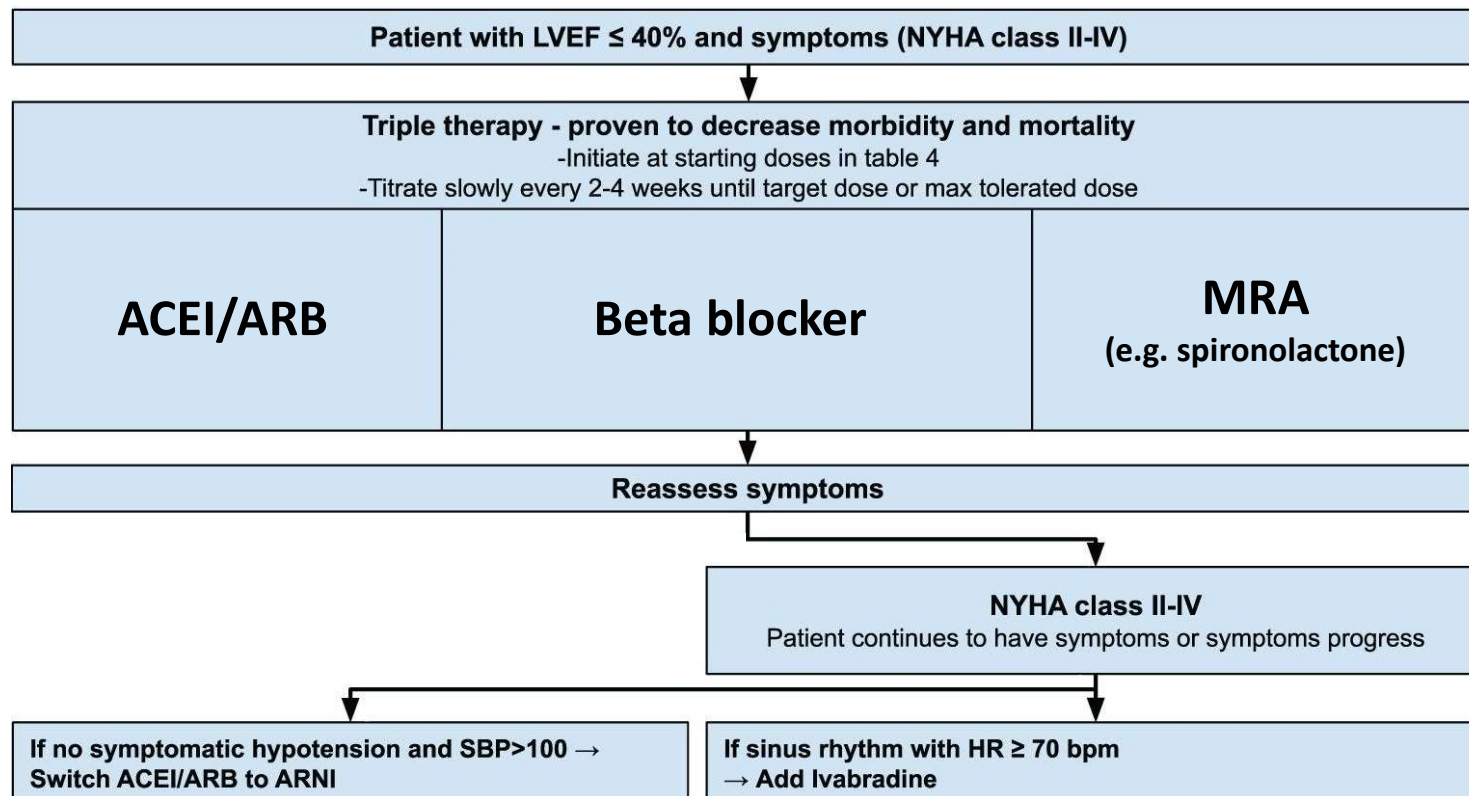 Patient with LVEF ≤ 40% and symptoms (NYHA class II-IV)
Triple therapy - proven to decrease morbidity and mortality
-Initiate at starting doses in table 4
-Titrate slowly every 2-4 weeks until target dose or max tolerated dose
ACEI/ARB
Beta blocker
MRA
(e.g. spironolactone)
Reassess symptoms
NYHA class II-IV
Patient continues to have symptoms or symptoms progress
If no symptomatic hypotension and SBP>100 →
Switch ACEI/ARB to ARNI
If sinus rhythm with HR ≥ 70 bpm
→ Add Ivabradine